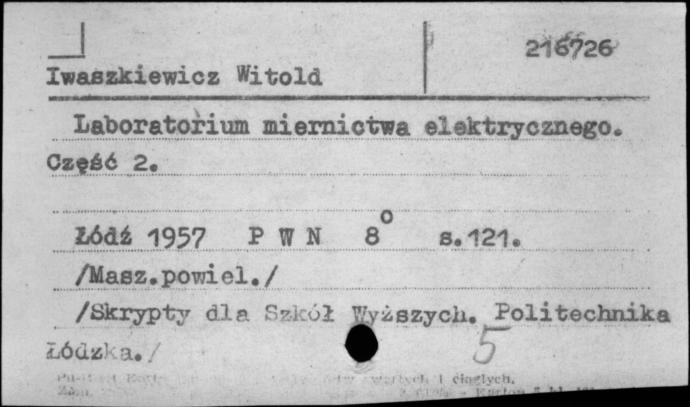 216726
Iwaszkiewicz Witold
Laboratorium miernictwa elektrycznego.
Część 2.
Łódź 1957 P W N 8° s.121.
/Masz.powiel./
/Skrypty dla Szkół Wyższych. Politechnika
Łódzka./ 5
i ciągłych.